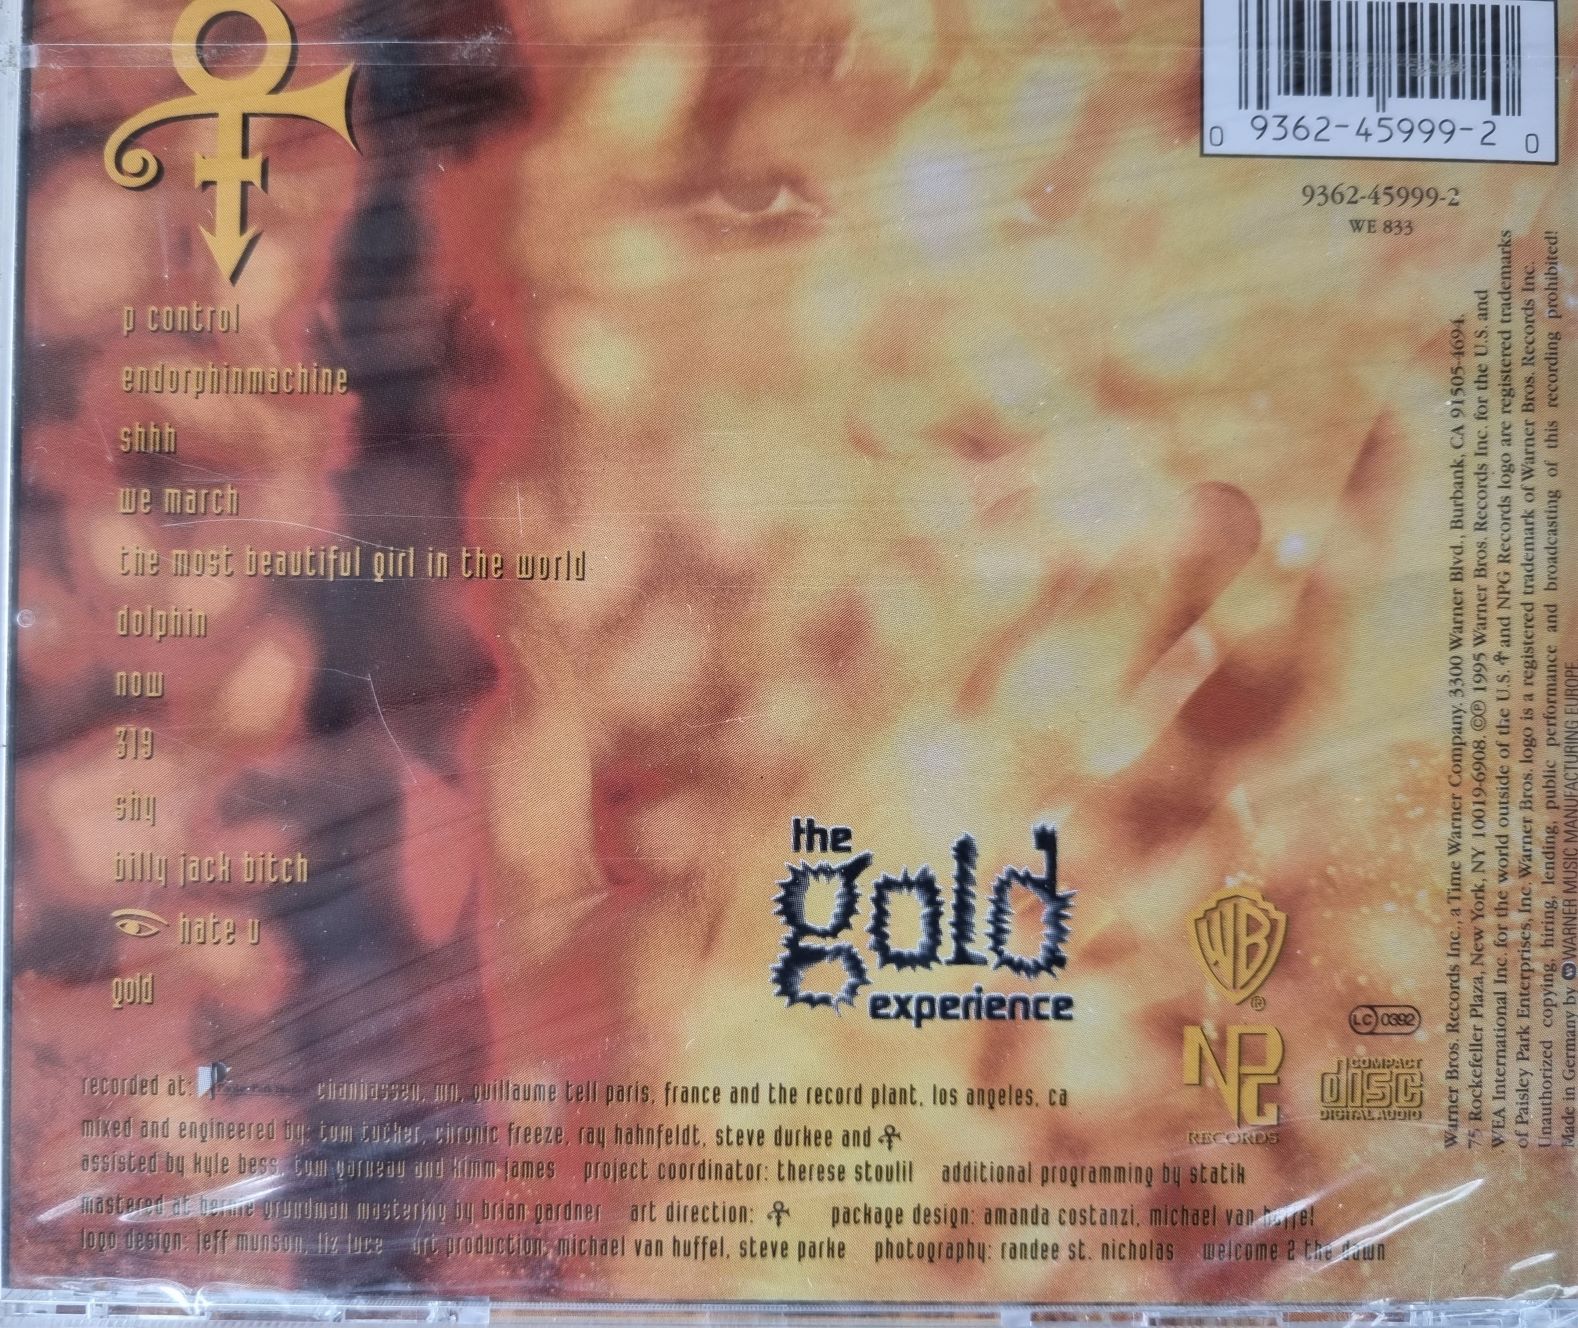 0 9362-45999-2 0
9362-45999-2
WE 833
p control
endorphinmachine
shhh
we march
the most beautiful girl in the world
dolphin
now
319
shy
billy jack bitch
hate u
gold
the
gold
experience
WB
®
NPG
RECORDS
LC 0392
COMPACT
disc
DIGITAL AUDIO
recorded at: chanhassen, mn, guillaume tell paris, france and the record plant, los angeles, ca
mixed and engineered by: tom tucker, chronic freeze, ray hahnfeldt, steve durkee and
assisted by kyle bess, tom garneau and kimm james project coordinator: therese stoulil additional programming by statik
mastered at bernie grundman mastering by brian gardner art direction: package design: amanda costanzi, michael van huffel
logo design: jeff munson, liz luce art production: michael van huffel, steve parke photography: randee st. nicholas welcome 2 the dawn
Warner Bros. Records Inc., a Time Warner Company. 3300 Warner Blvd., Burbank, CA 91505-4694.
75 Rockefeller Plaza, New York, NY 10019-6908. ©℗ 1995 Warner Bros. Records Inc. for the U.S. and
WEA International Inc. for the world outside of the U.S. and NPG Records logo are registered trademarks
of Paisley Park Enterprises, Inc. Warner Bros. logo is a registered trademark of Warner Bros. Records Inc.
Unauthorized copying, hiring, lending, public performance and broadcasting of this recording prohibited!
Made in Germany by WARNER MUSIC MANUFACTURING EUROPE